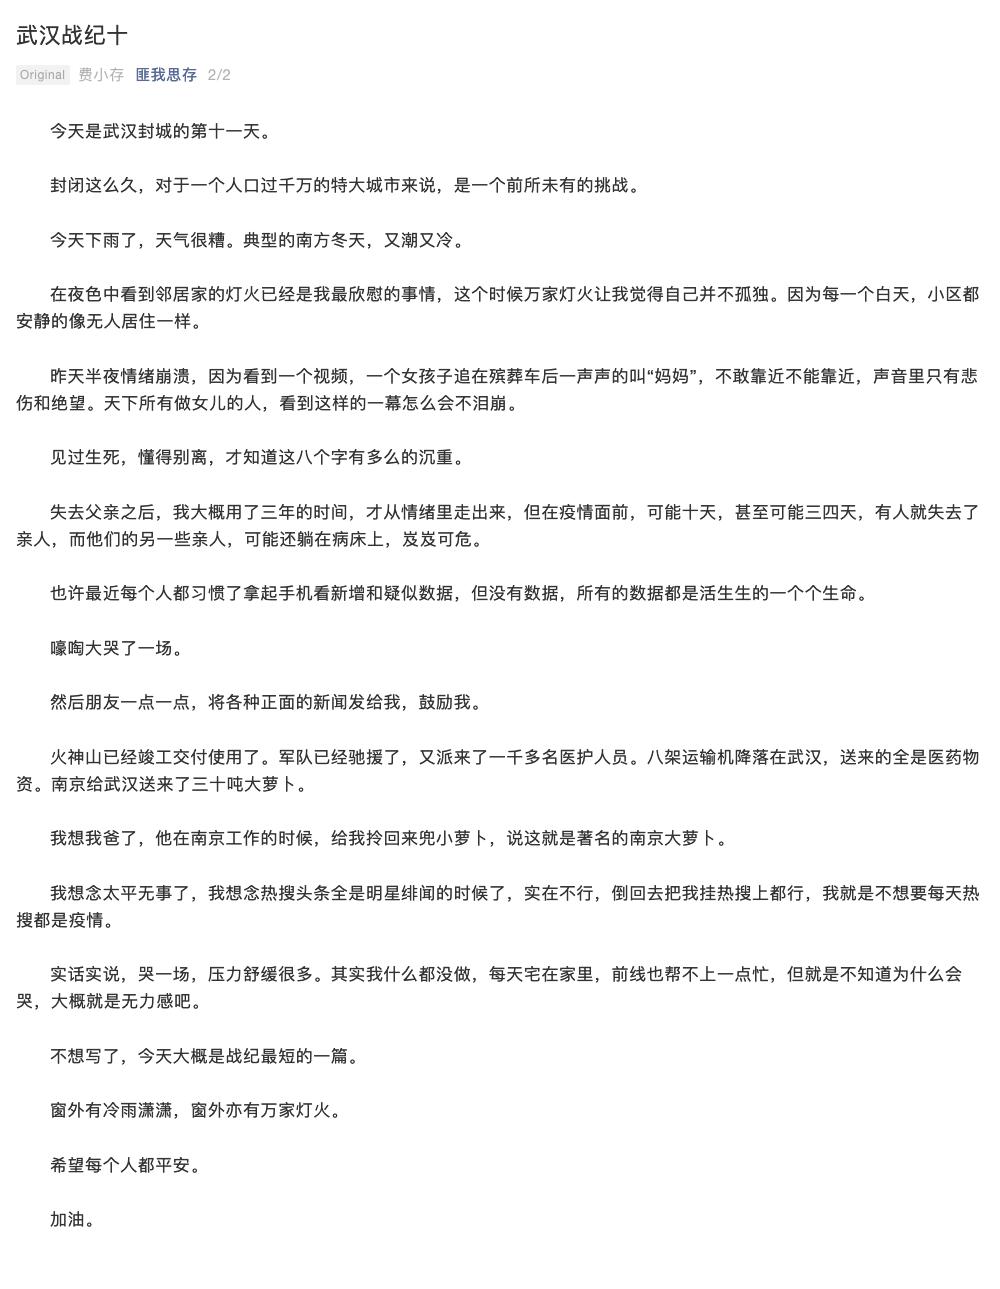 武汉战纪十
Original 费小存 匪我思存 2/2
今天是武汉封城的第十一天。
封闭这么久，对于一个人口过千万的特大城市来说，是一个前所未有的挑战。
今天下雨了，天气很糟。典型的南方冬天，又潮又冷。
在夜色中看到邻居家的灯火已经是我最欣慰的事情，这个时候万家灯火让我觉得自己并不孤独。因为每一个白天，小区都
安静的像无人居住一样。
昨天半夜情绪崩溃，因为看到一个视频，一个女孩子追在殡葬车后一声声的叫“妈妈”，不敢靠近不能靠近，声音里只有悲
伤和绝望。天下所有做女儿的人，看到这样的一幕怎么会不泪崩。
见过生死，懂得别离，才知道这八个字有多么的沉重。
失去父亲之后，我大概用了三年的时间，才从情绪里走出来，但在疫情面前，可能十天，甚至可能三四天，有人就失去了
亲人，而他们的另一些亲人，可能还躺在病床上，岌岌可危。
也许最近每个人都习惯了拿起手机看新增和疑似数据，但没有数据，所有的数据都是活生生的一个个生命。
嚎啕大哭了一场。
然后朋友一点一点，将各种正面的新闻发给我，鼓励我。
火神山已经竣工交付使用了。军队已经驰援了，又派来了一千多名医护人员。八架运输机降落在武汉，送来的全是医药物
资。南京给武汉送来了三十吨大萝卜。
我想我爸了，他在南京工作的时候，给我拎回来兜小萝卜，说这就是著名的南京大萝卜。
我想念太平无事了，我想念热搜头条全是明星绯闻的时候了，实在不行，倒回去把我挂热搜上都行，我就是不想要每天热
搜都是疫情。
实话实说，哭一场，压力舒缓很多。其实我什么都没做，每天宅在家里，前线也帮不上一点忙，但就是不知道为什么会
哭，大概就是无力感吧。
不想写了，今天大概是战纪最短的一篇。
窗外有冷雨潇潇，窗外亦有万家灯火。
希望每个人都平安。
加油。